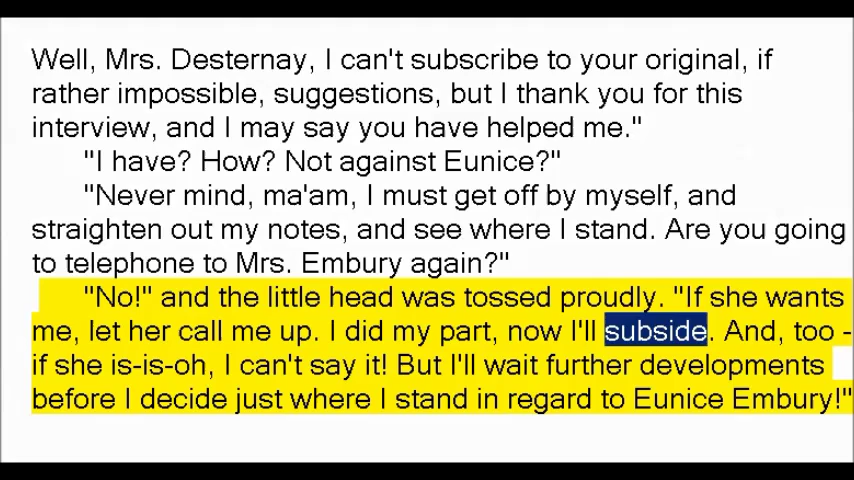 Well, Mrs. Desternay, I can't subscribe to your original, if
rather impossible, suggestions, but I thank you for this
interview, and I may say you have helped me."
"I have? How? Not against Eunice?"
"Never mind, ma'am, I must get off by myself, and
straighten out my notes, and see where I stand. Are you going
to telephone to Mrs. Embury again?"
"No!" and the little head was tossed proudly. "If she wants
me, let her call me up. I did my part, now I'll subside. And, too -
if she is-is-oh, I can't say it! But I'll wait further developments
before I decide just where I stand in regard to Eunice Embury!"